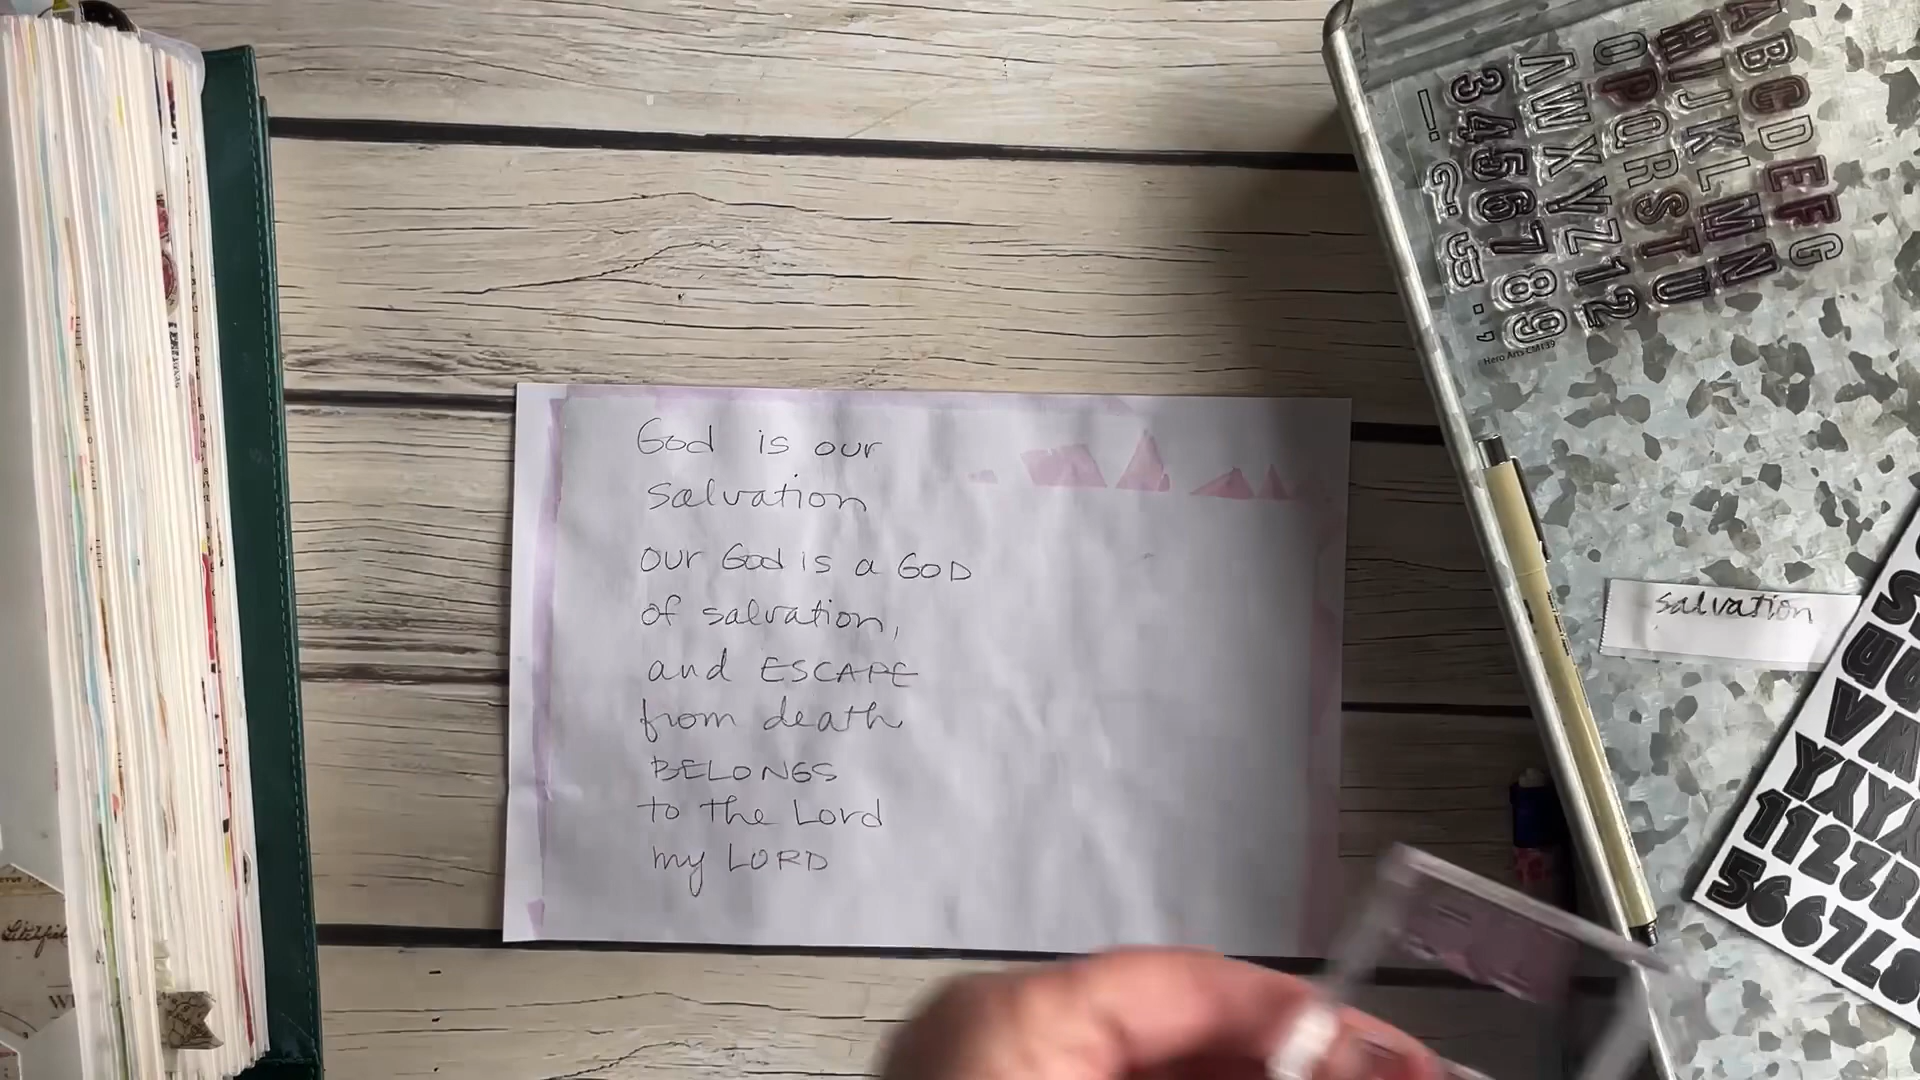 God is our
salvation
our God is a GOD
of salvation,
and ESCAPE
from death
BELONGS
to the Lord
my LORD
salvation
ABCDEFG
HIJKLMN
OPQRSTU
VWXYZ12
3456789
Hero Arts CM139